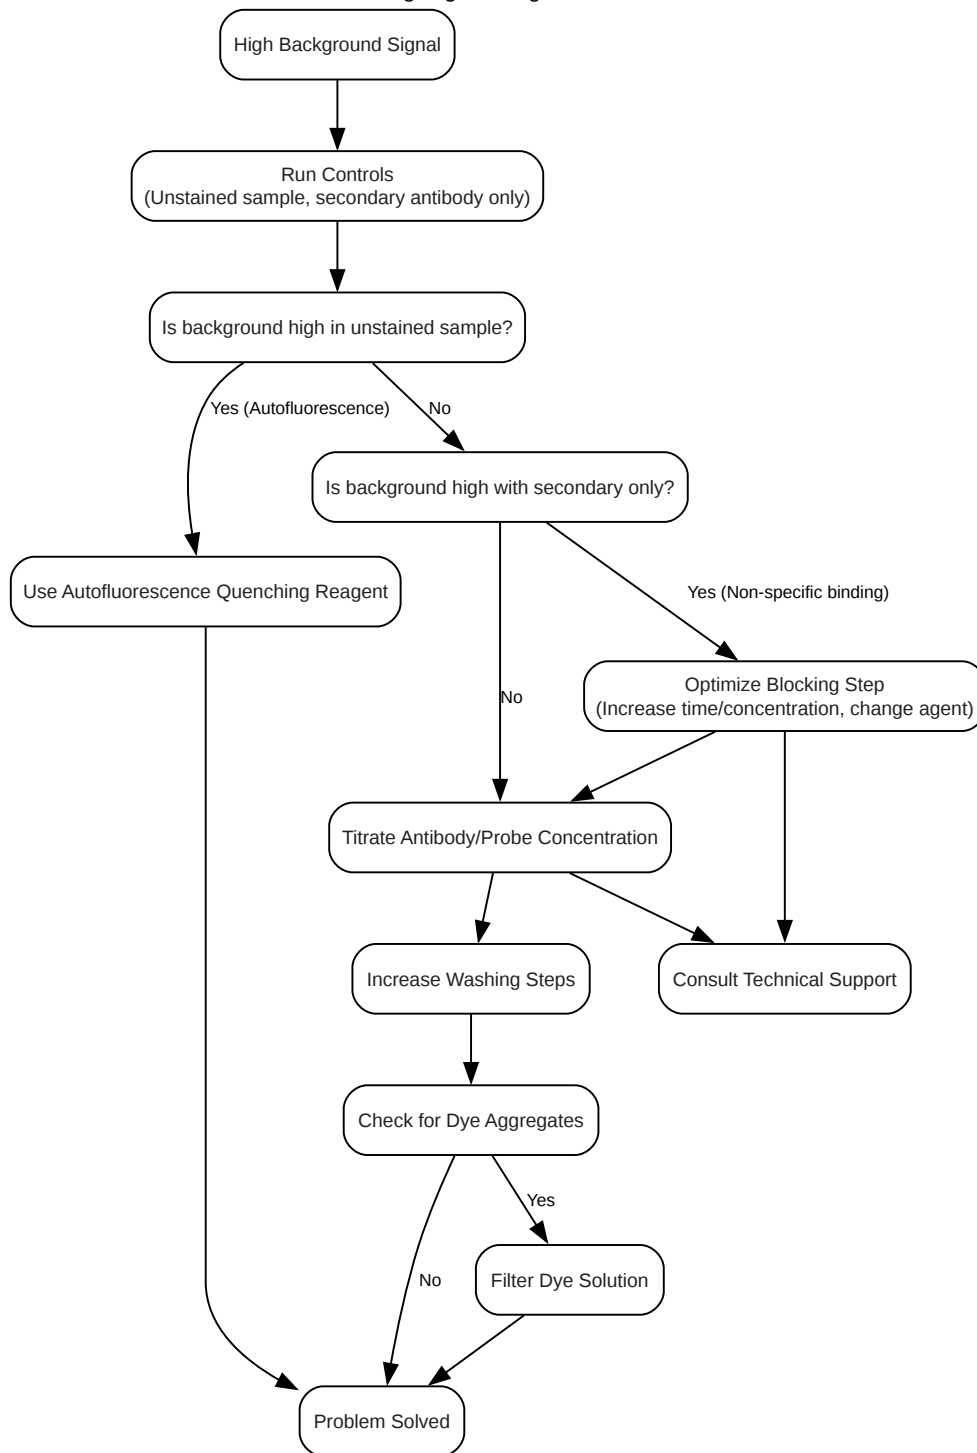 High Background Signal
Run Controls
(Unstained sample, secondary antibody only)
Is background high in unstained sample?
Yes (Autofluorescence)
No
Is background high with secondary only?
Use Autofluorescence Quenching Reagent
Yes (Non-specific binding)
No
Optimize Blocking Step
(Increase time/concentration, change agent)
Titrate Antibody/Probe Concentration
Increase Washing Steps
Consult Technical Support
Check for Dye Aggregates
Yes
No
Filter Dye Solution
Problem Solved